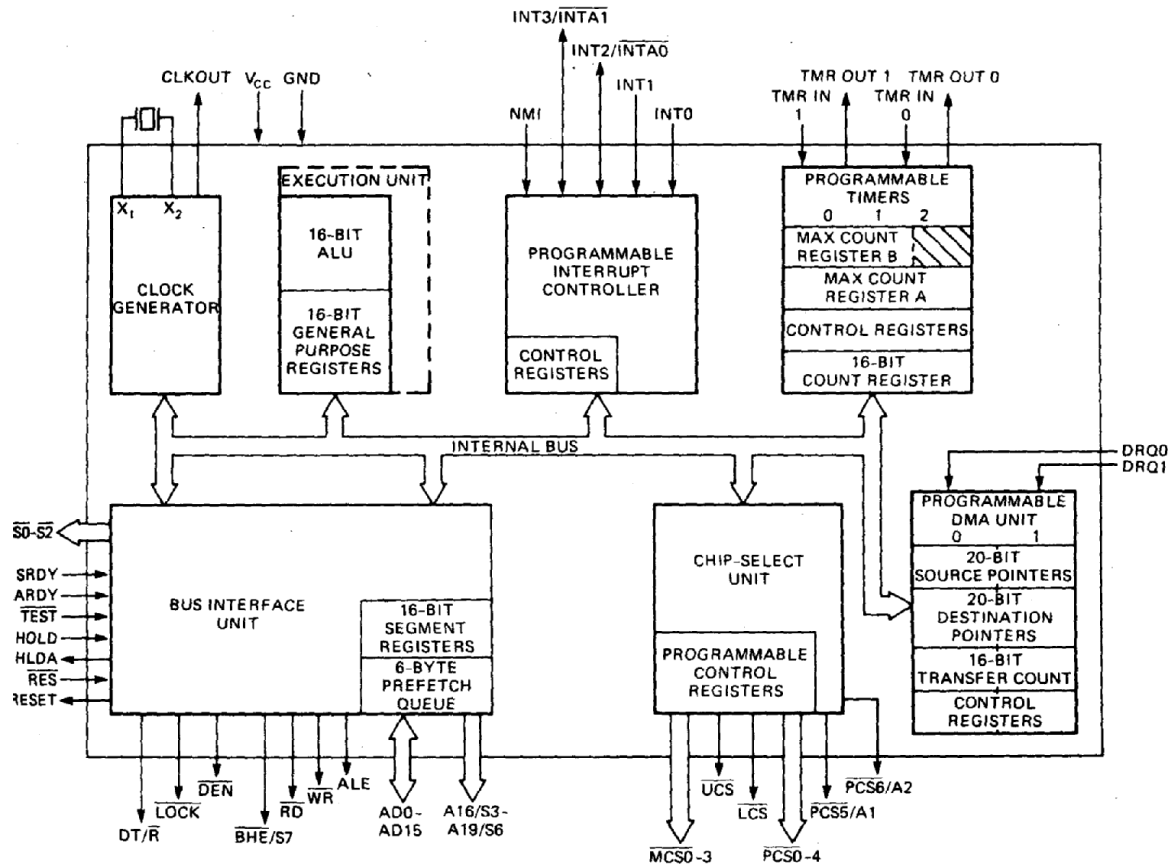 INT3/INTA1
INT2/INTA0
CLKOUT
VCC
GND
NMI
INT1
INT0
TMR OUT 1
TMR OUT 0
TMR IN
1
TMR IN
0
X1
X2
CLOCK
GENERATOR
EXECUTION UNIT
16-BIT
ALU
16-BIT
GENERAL
PURPOSE
REGISTERS
PROGRAMMABLE
INTERRUPT
CONTROLLER
CONTROL
REGISTERS
PROGRAMMABLE
TIMERS
0 1 2
MAX COUNT
REGISTER B
MAX COUNT
REGISTER A
CONTROL REGISTERS
16-BIT
COUNT REGISTER
INTERNAL BUS
DRQ0
DRQ1
S0-S2
SRDY
ARDY
TEST
HOLD
HLDA
RES
RESET
BUS INTERFACE
UNIT
16-BIT
SEGMENT
REGISTERS
6-BYTE
PREFETCH
QUEUE
CHIP-SELECT
UNIT
PROGRAMMABLE
CONTROL
REGISTERS
PROGRAMMABLE
DMA UNIT
0 1
20-BIT
SOURCE POINTERS
20-BIT
DESTINATION
POINTERS
16-BIT
TRANSFER COUNT
CONTROL
REGISTERS
DT/R
LOCK
DEN
BHE/S7
RD
WR
ALE
AD0-
AD15
A16/S3-
A19/S6
MCS0-3
UCS
LCS
PCS0-4
PCS5/A1
PCS6/A2